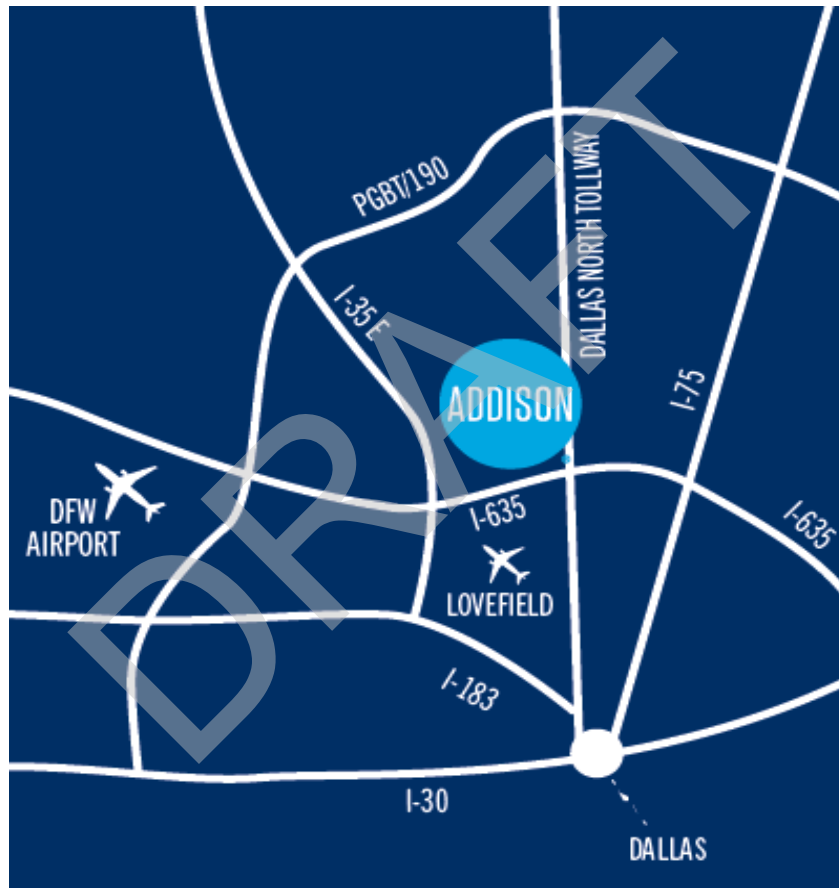 PGBT/190
DALLAS NORTH TOLLWAY
I-35 E
I-75
ADDISON
DFW
AIRPORT
I-635
I-635
LOVEFIELD
I-183
I-30
DALLAS
DRAFT